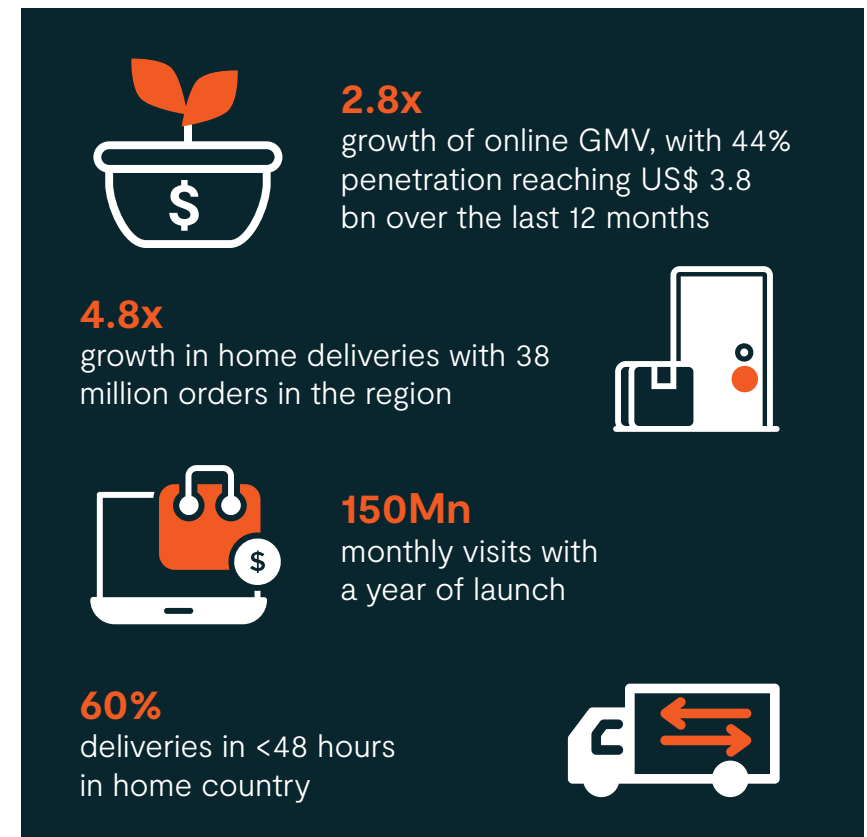 2.8x
growth of online GMV, with 44%
penetration reaching US$ 3.8
bn over the last 12 months
$
4.8x
growth in home deliveries with 38
million orders in the region
150Mn
monthly visits with
a year of launch
$
60%
deliveries in <48 hours
in home country